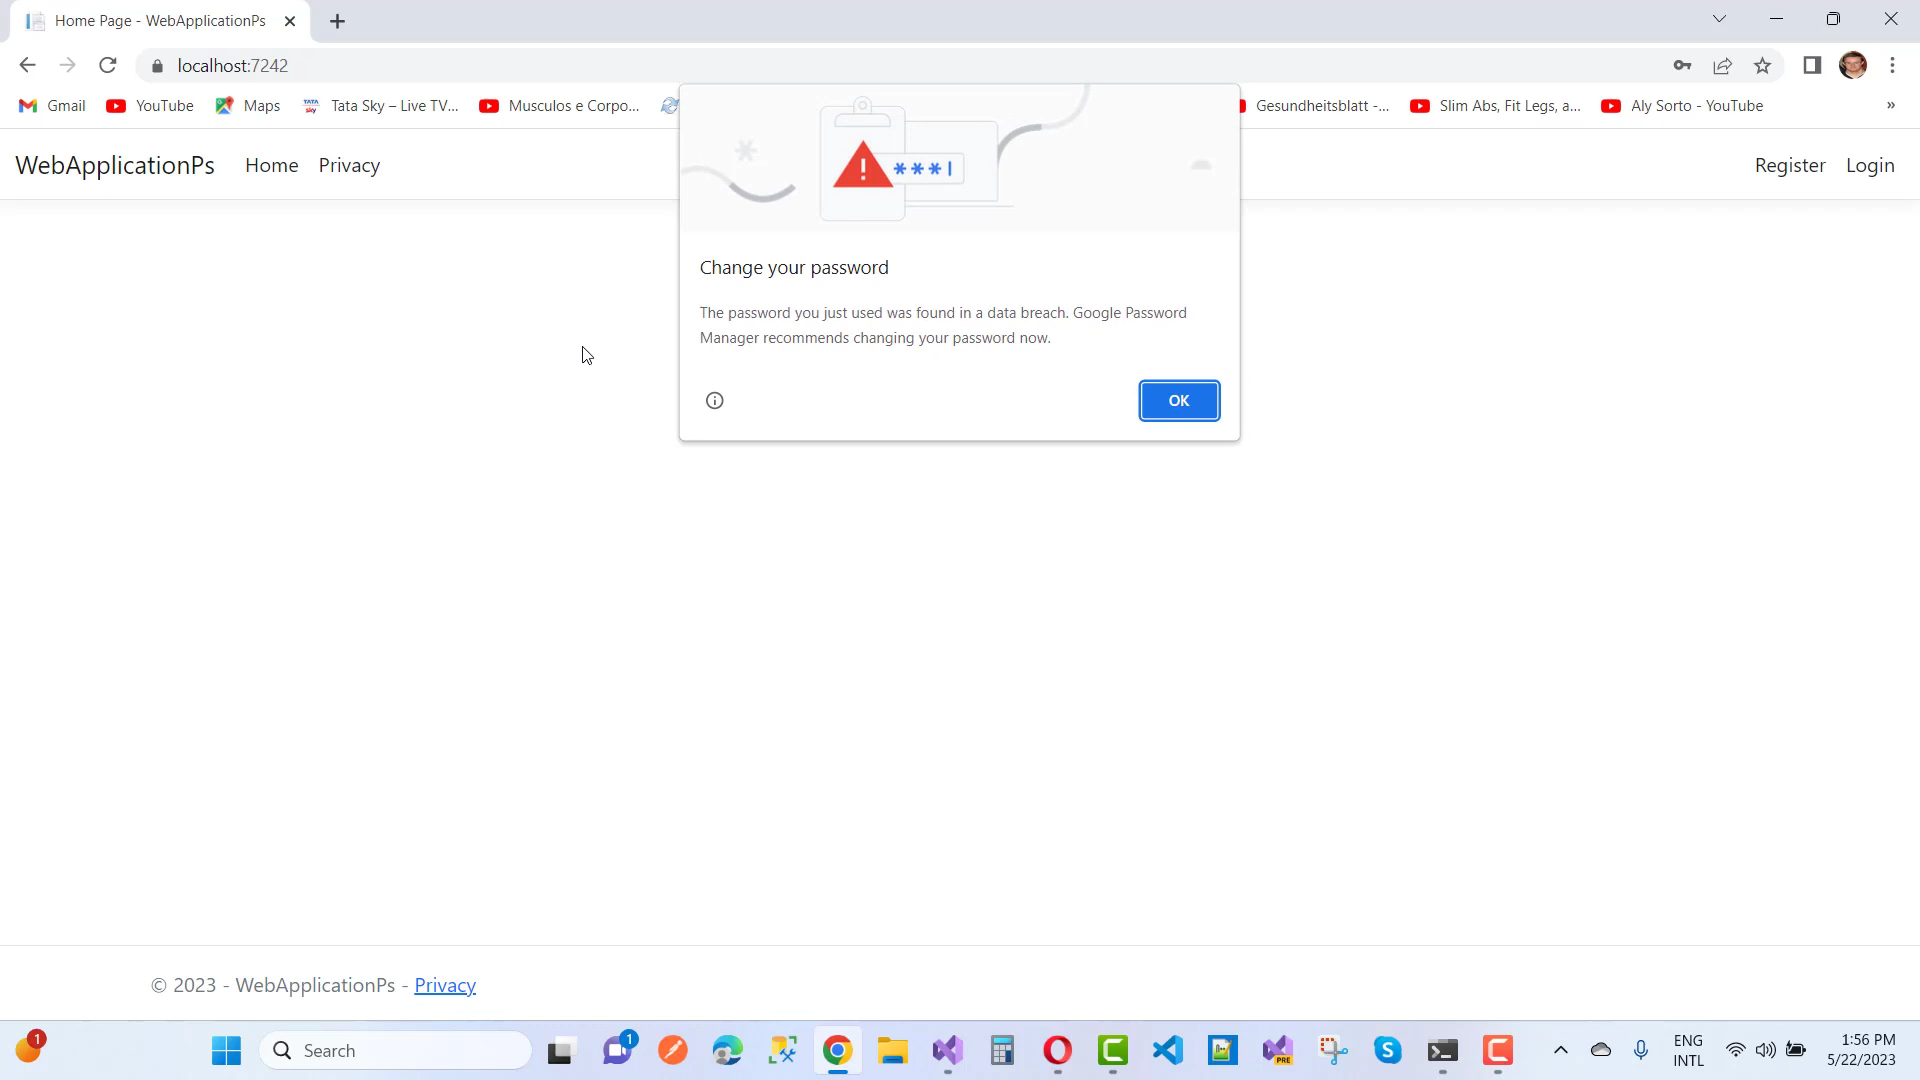 Home Page - WebApplicationPs
localhost:7242
Gmail YouTube Maps Tata Sky – Live TV... Musculos e Corpo... Gesundheitsblatt -... Slim Abs, Fit Legs, a... Aly Sorto - YouTube »
WebApplicationPs Home Privacy Register Login
***
Change your password
The password you just used was found in a data breach. Google Password
Manager recommends changing your password now.
OK
© 2023 - WebApplicationPs - Privacy
1 Search 1 PRE ENG 1:56 PM
INTL 5/22/2023